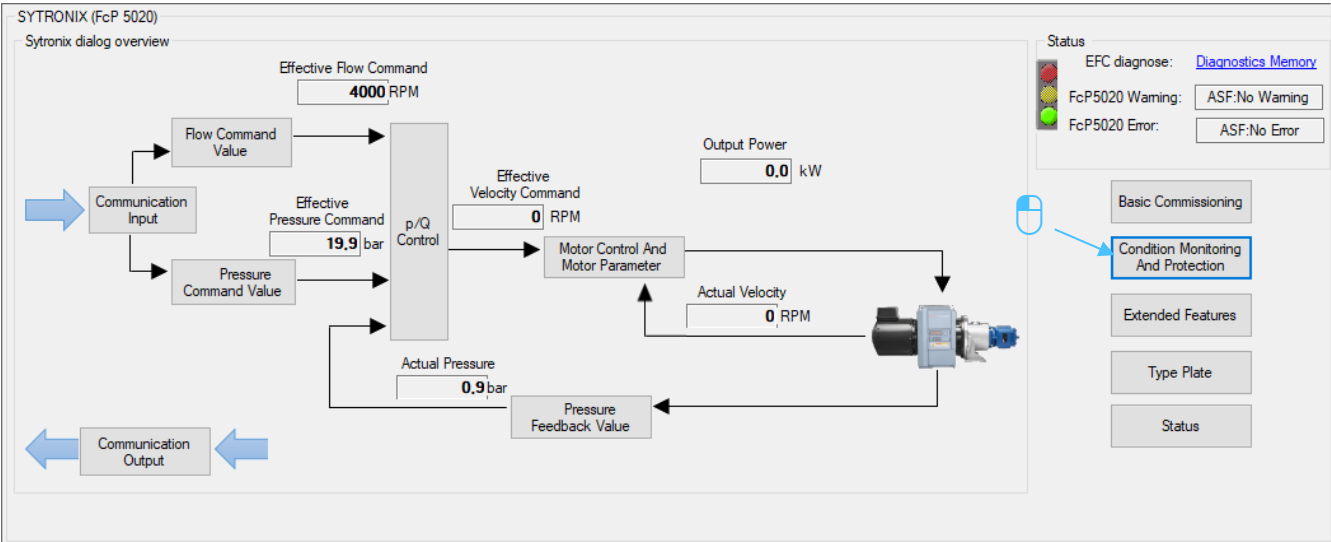 SYTRONIX (FcP 5020)
Sytronix dialog overview
Effective Flow Command
4000 RPM
Flow Command
Value
Communication
Input
Effective
Pressure Command
19,9 bar
Pressure
Command Value
p/Q
Control
Effective
Velocity Command
0 RPM
Output Power
0,0 kW
Motor Control And
Motor Parameter
Actual Velocity
0 RPM
Actual Pressure
0,9 bar
Pressure
Feedback Value
Communication
Output
Status
EFC diagnose: Diagnostics Memory
FcP5020 Warning: ASF:No Warning
FcP5020 Error: ASF:No Error
Basic Commissioning
Condition Monitoring
And Protection
Extended Features
Type Plate
Status